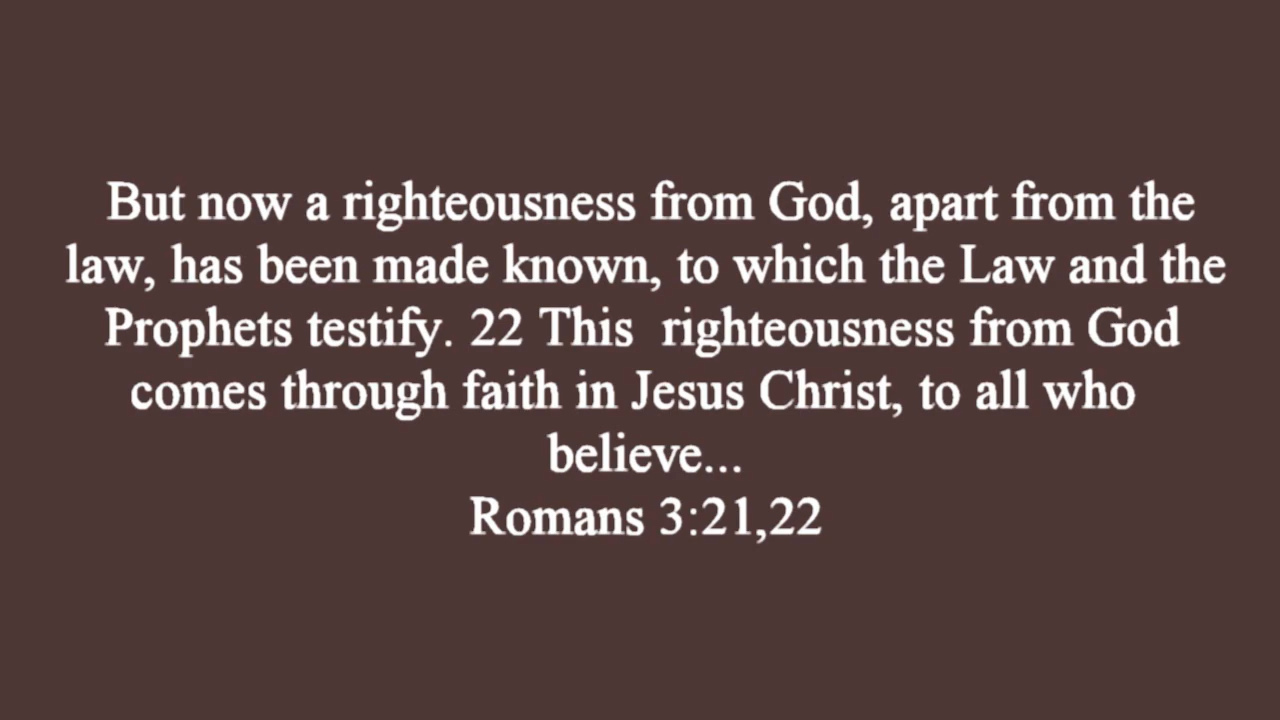 But now a righteousness from God, apart from the
law, has been made known, to which the Law and the
Prophets testify. 22 This  righteousness from God
comes through faith in Jesus Christ, to all who
believe...
Romans 3:21,22